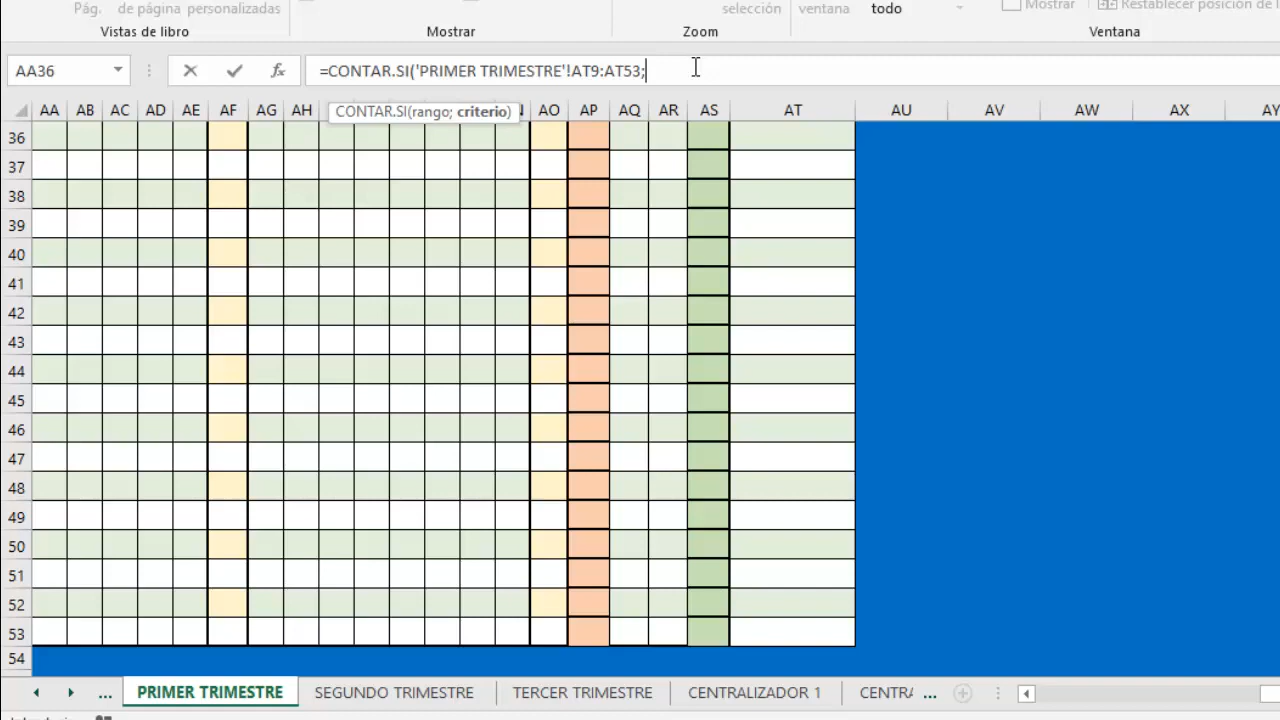 Pág. de página personalizadas
selección
ventana
todo
Mostrar
Restablecer posición de
Vistas de libro
Mostrar
Zoom
Ventana
AA36
fx
=CONTAR.SI('PRIMER TRIMESTRE'!AT9:AT53;
CONTAR.SI(rango; criterio)
AA AB AC AD AE AF AG AH AO AP AQ AR AS AT AU AV AW AX AY
36
37
38
39
40
41
42
43
44
45
46
47
48
49
50
51
52
53
54
... PRIMER TRIMESTRE SEGUNDO TRIMESTRE TERCER TRIMESTRE CENTRALIZADOR 1 CENTRA ...